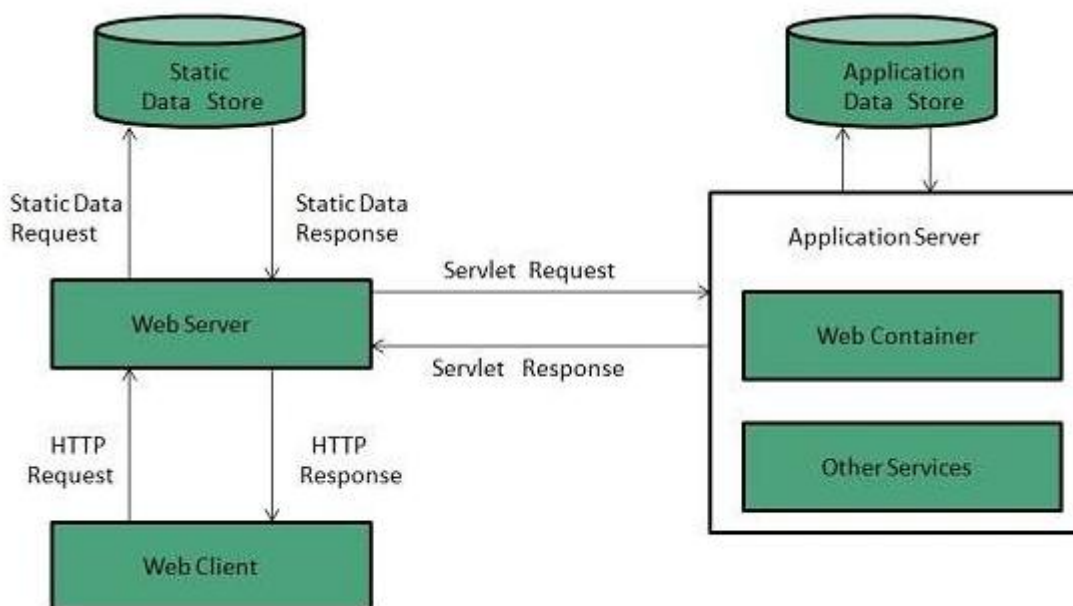 Static
Data Store
Application
Data Store
Static Data
Request
Static Data
Response
Application Server
Servlet Request
Web Server
Web Container
Servlet Response
HTTP
Request
HTTP
Response
Other Services
Web Client